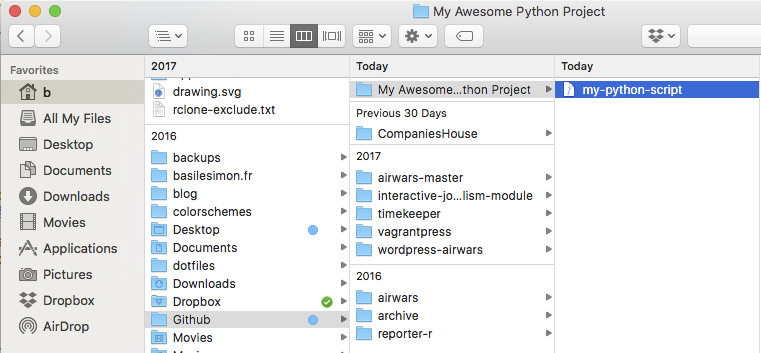 My Awesome Python Project
Favorites
b
All My Files
Desktop
Documents
Downloads
Movies
Applications
Pictures
Dropbox
AirDrop
2017
drawing.svg
rclone-exclude.txt
2016
backups
basilesimon.fr
blog
colorschemes
Desktop
Documents
dotfiles
Downloads
Dropbox
Github
Movies
Today
My Awesome...thon Project
Previous 30 Days
CompaniesHouse
2017
airwars-master
interactive-jo...lism-module
timekeeper
vagrantpress
wordpress-airwars
2016
airwars
archive
reporter-r
Today
my-python-script